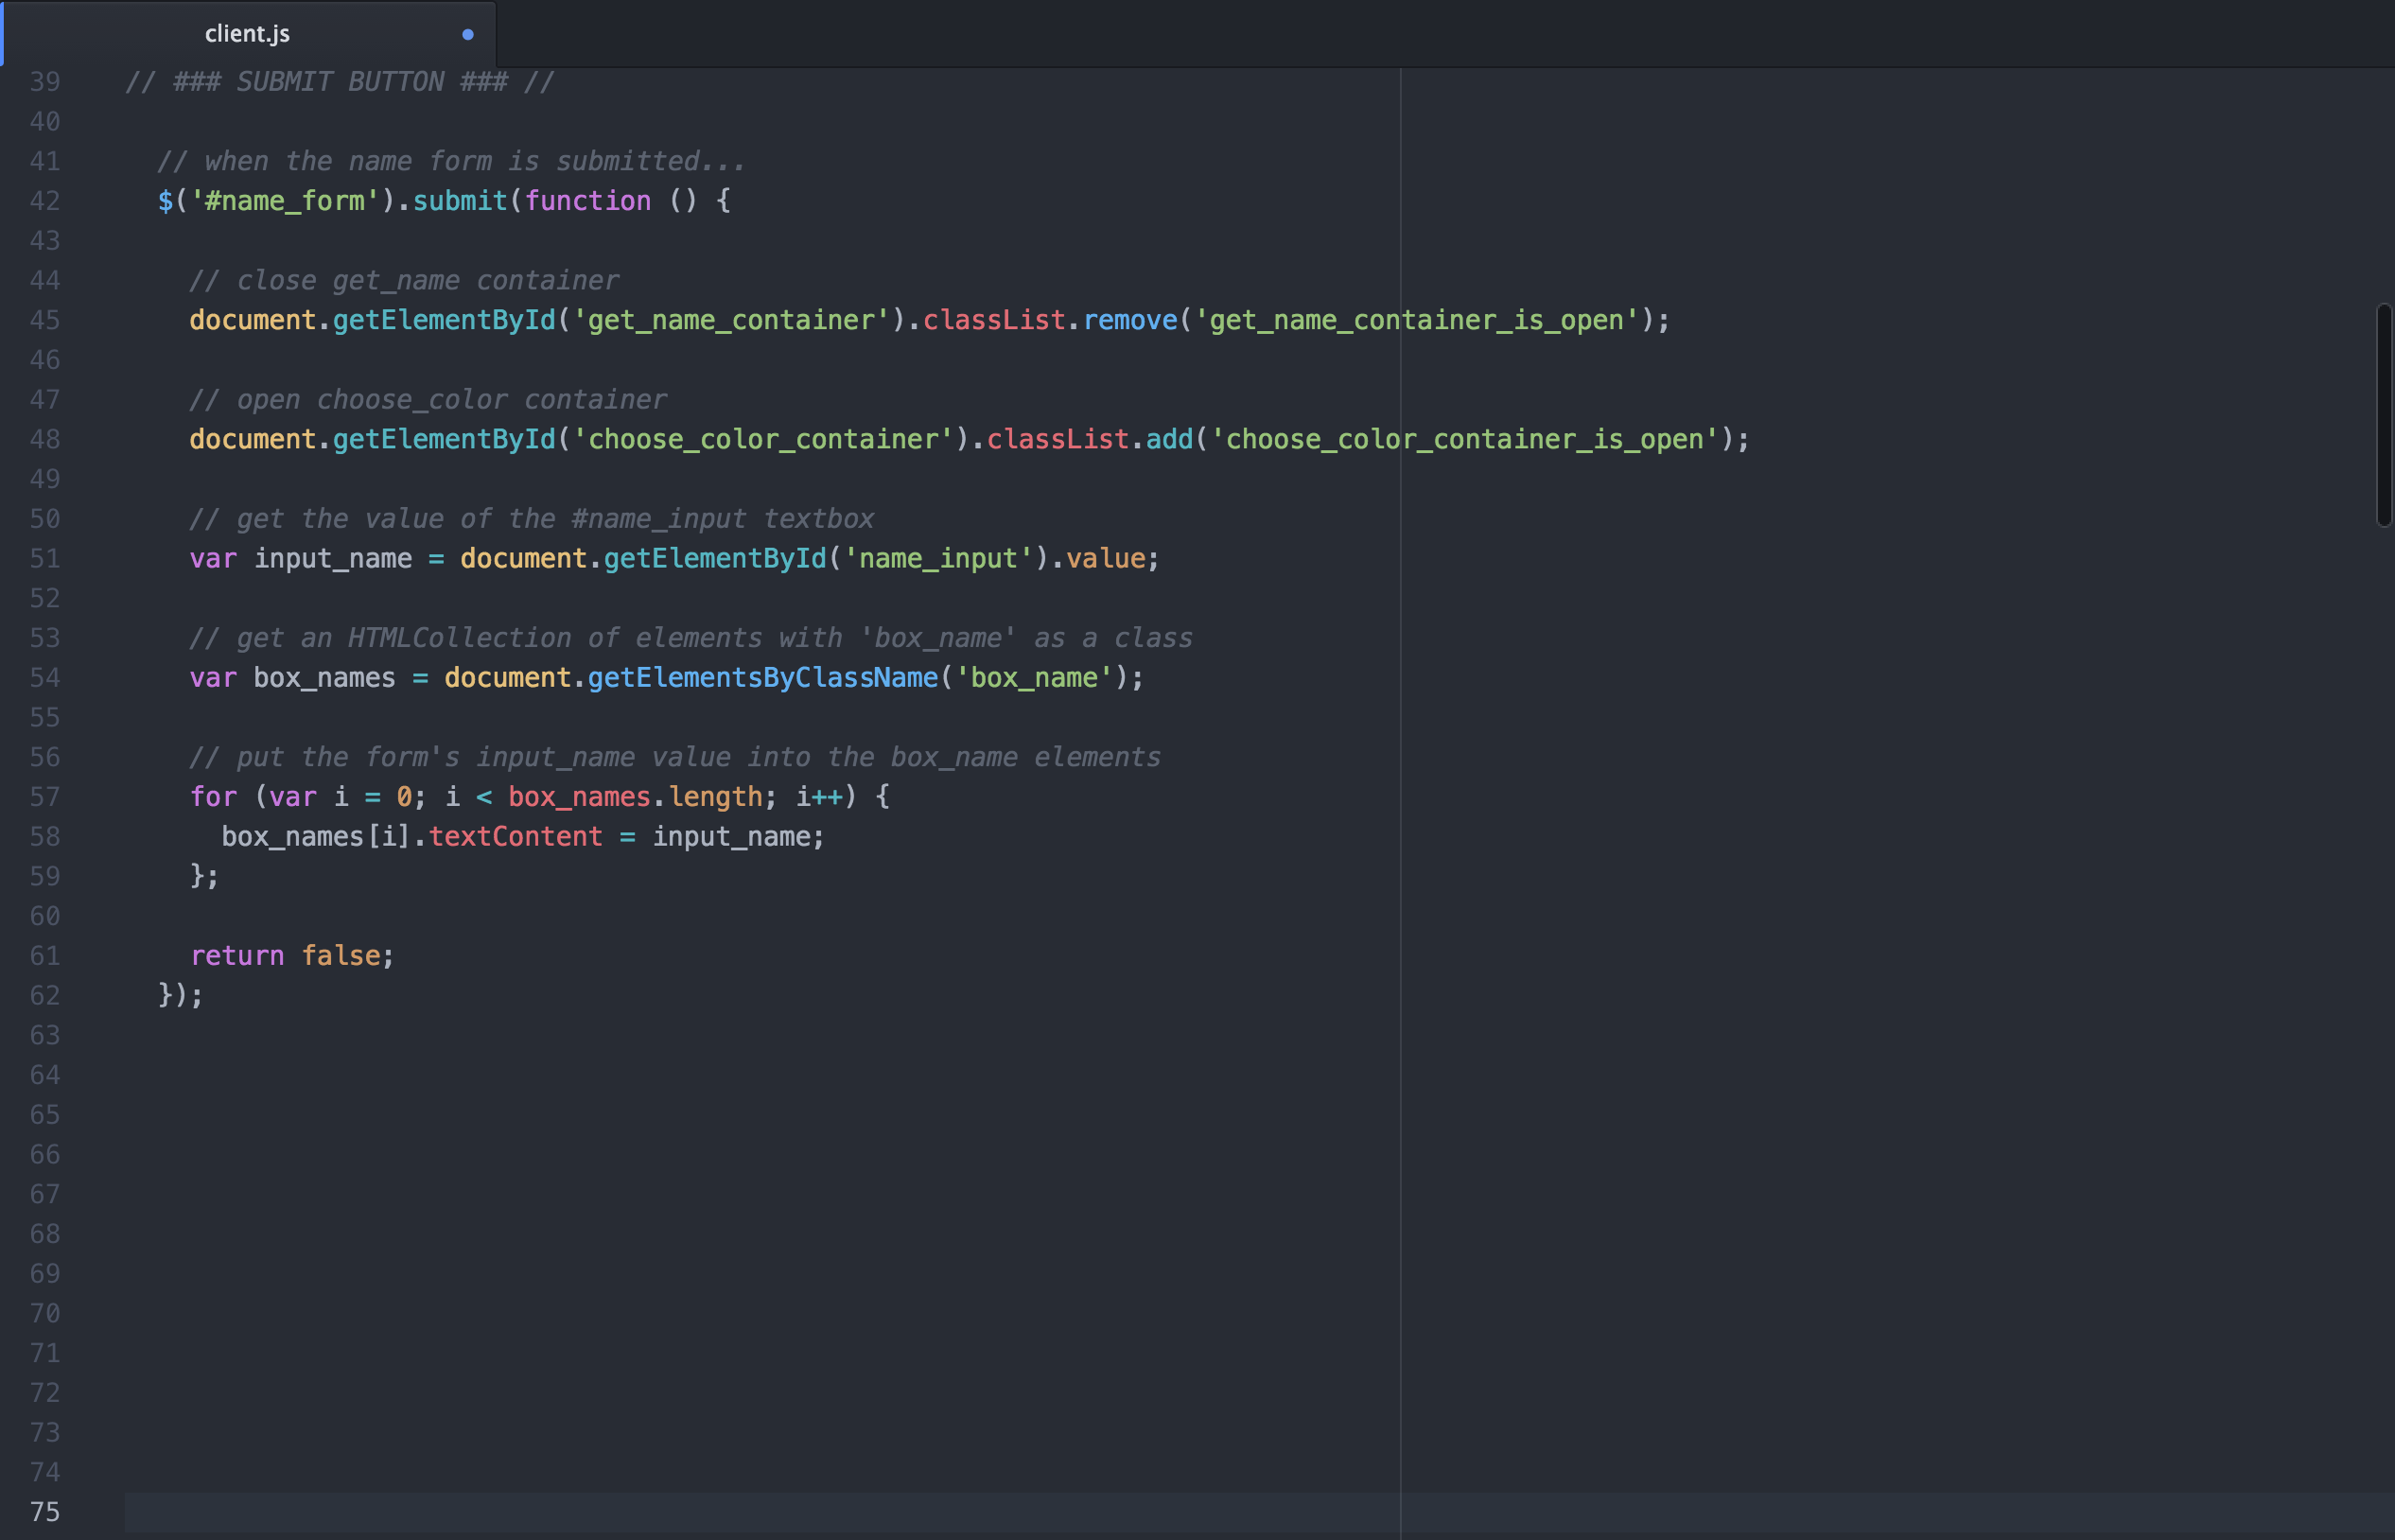 client.js
39 // ### SUBMIT BUTTON ### //
40
41 // when the name form is submitted...
42 $('#name_form').submit(function () {
43
44 // close get_name container
45 document.getElementById('get_name_container').classList.remove('get_name_container_is_open');
46
47 // open choose_color container
48 document.getElementById('choose_color_container').classList.add('choose_color_container_is_open');
49
50 // get the value of the #name_input textbox
51 var input_name = document.getElementById('name_input').value;
52
53 // get an HTMLCollection of elements with 'box_name' as a class
54 var box_names = document.getElementsByClassName('box_name');
55
56 // put the form's input_name value into the box_name elements
57 for (var i = 0; i < box_names.length; i++) {
58 box_names[i].textContent = input_name;
59 };
60
61 return false;
62 });
63
64
65
66
67
68
69
70
71
72
73
74
75